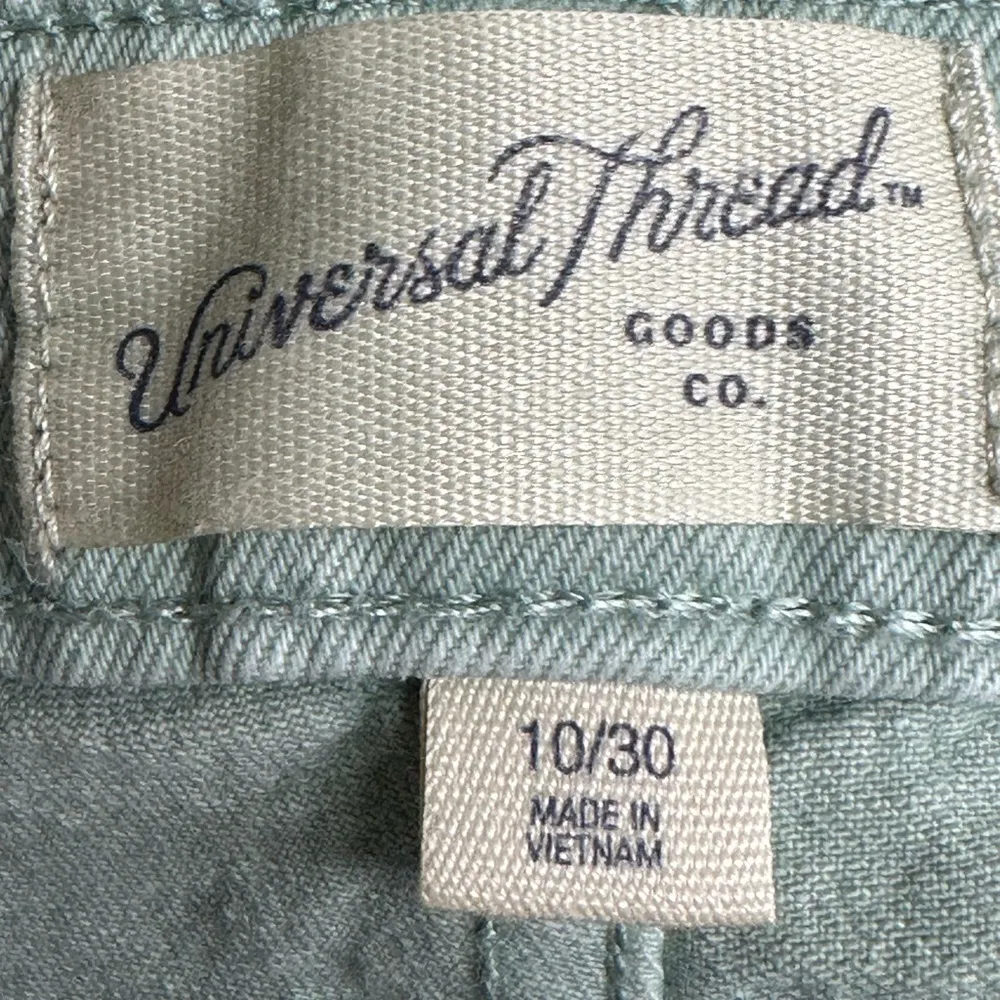 Universal Thread™
GOODS
CO.
10/30
MADE IN
VIETNAM